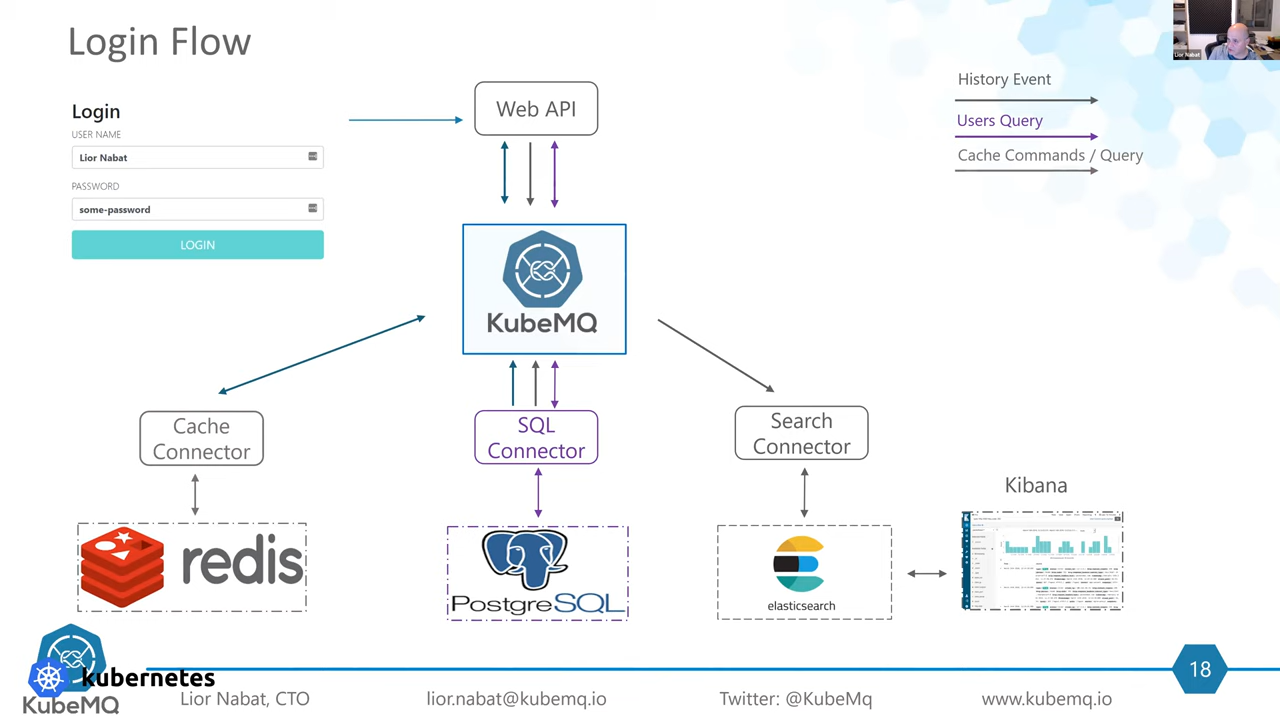 Login Flow
Lior Nabat
Login
USER NAME
Lior Nabat
PASSWORD
some-password
LOGIN
Web API
History Event
Users Query
Cache Commands / Query
KubeMQ
Cache
Connector
SQL
Connector
Search
Connector
Kibana
redis
PostgreSQL
elasticsearch
kubernetes
KubeMQ
Lior Nabat, CTO
lior.nabat@kubemq.io
Twitter: @KubeMq
www.kubemq.io
18